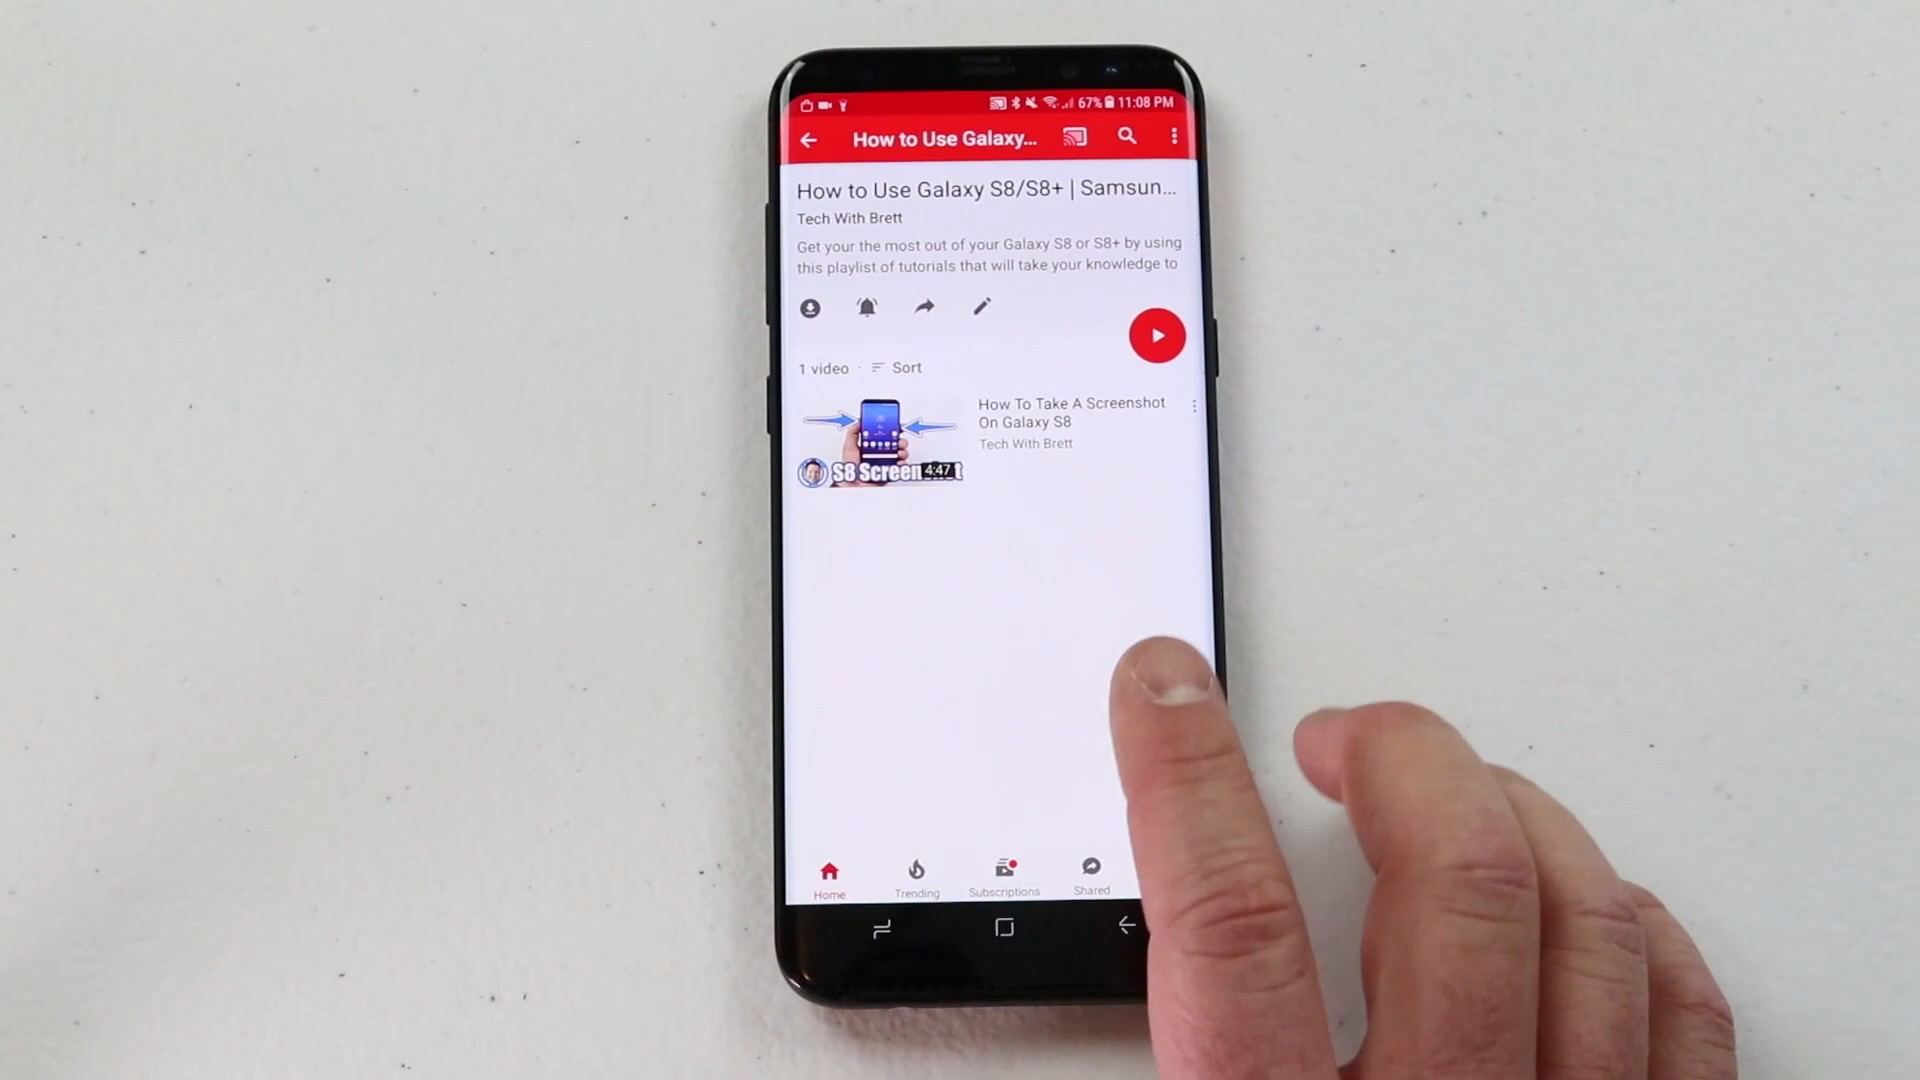 67% 11:08 PM
How to Use Galaxy...
How to Use Galaxy S8/S8+ | Samsun...
Tech With Brett
Get your the most out of your Galaxy S8 or S8+ by using
this playlist of tutorials that will take your knowledge to
1 video · Sort
How To Take A Screenshot
On Galaxy S8
Tech With Brett
S8 Screen t
4:47
Home Trending Subscriptions Shared